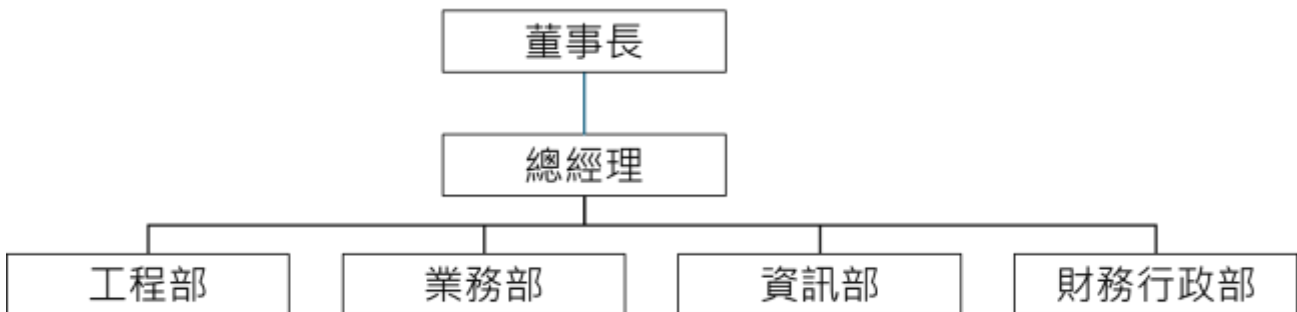 董事長
總經理
工程部
業務部
資訊部
財務行政部